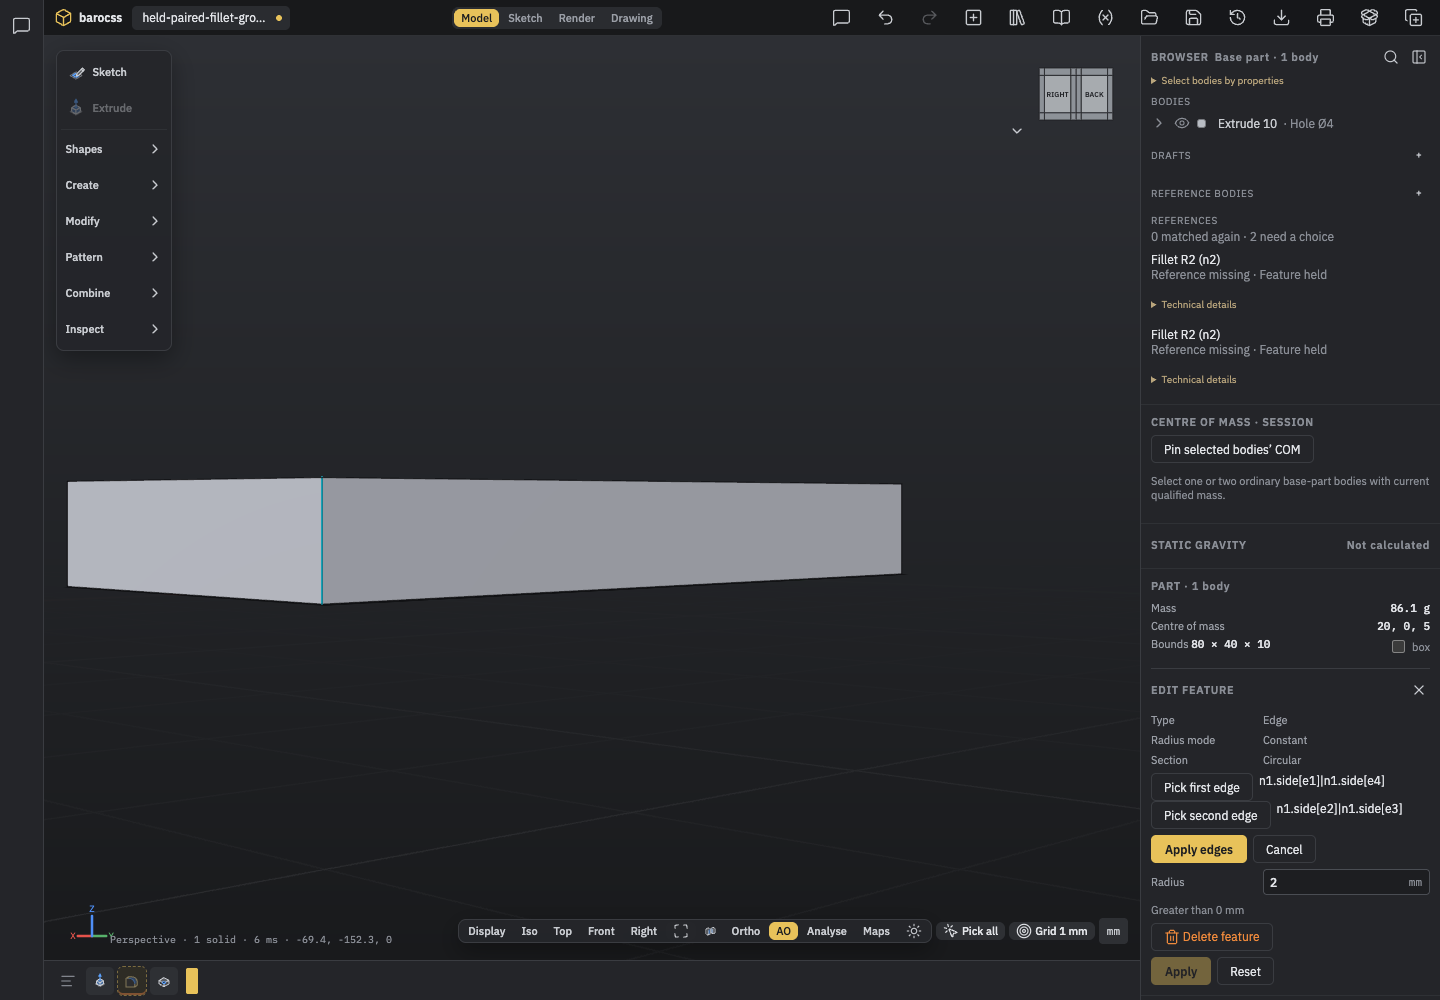 barocss
held-paired-fillet-gro...
Model
Sketch
Render
Drawing
Sketch
Extrude
Shapes
Create
Modify
Pattern
Combine
Inspect
RIGHT
BACK
BROWSER Base part · 1 body
Select bodies by properties
BODIES
Extrude 10 · Hole Ø4
DRAFTS
REFERENCE BODIES
REFERENCES
0 matched again · 2 need a choice
Fillet R2 (n2)
Reference missing · Feature held
Technical details
Fillet R2 (n2)
Reference missing · Feature held
Technical details
CENTRE OF MASS · SESSION
Pin selected bodies’ COM
Select one or two ordinary base-part bodies with current
qualified mass.
STATIC GRAVITY Not calculated
PART · 1 body
Mass 86.1 g
Centre of mass 20, 0, 5
Bounds 80 × 40 × 10 box
EDIT FEATURE
Type Edge
Radius mode Constant
Section Circular
Pick first edge n1.side[e1]|n1.side[e4]
Pick second edge n1.side[e2]|n1.side[e3]
Apply edges Cancel
Radius 2 mm
Greater than 0 mm
Delete feature
Apply Reset
Z
X
Y
Perspective · 1 solid · 6 ms · -69.4, -152.3, 0
Display Iso Top Front Right Ortho AO Analyse Maps Pick all Grid 1 mm mm